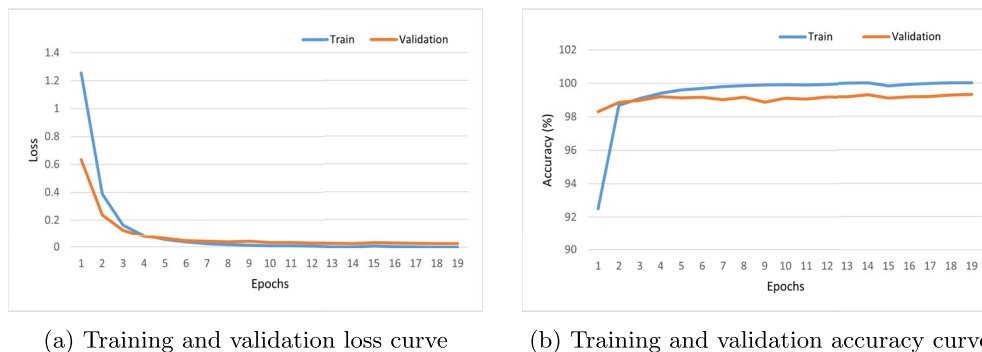 Train Validation
1.4
1.2
1
0.8
0.6
0.4
0.2
0
Loss
1 2 3 4 5 6 7 8 9 10 11 12 13 14 15 16 17 18 19
Epochs
(a) Training and validation loss curve
Train Validation
102
100
98
96
94
92
90
Accuracy (%)
1 2 3 4 5 6 7 8 9 10 11 12 13 14 15 16 17 18 19
Epochs
(b) Training and validation accuracy curve